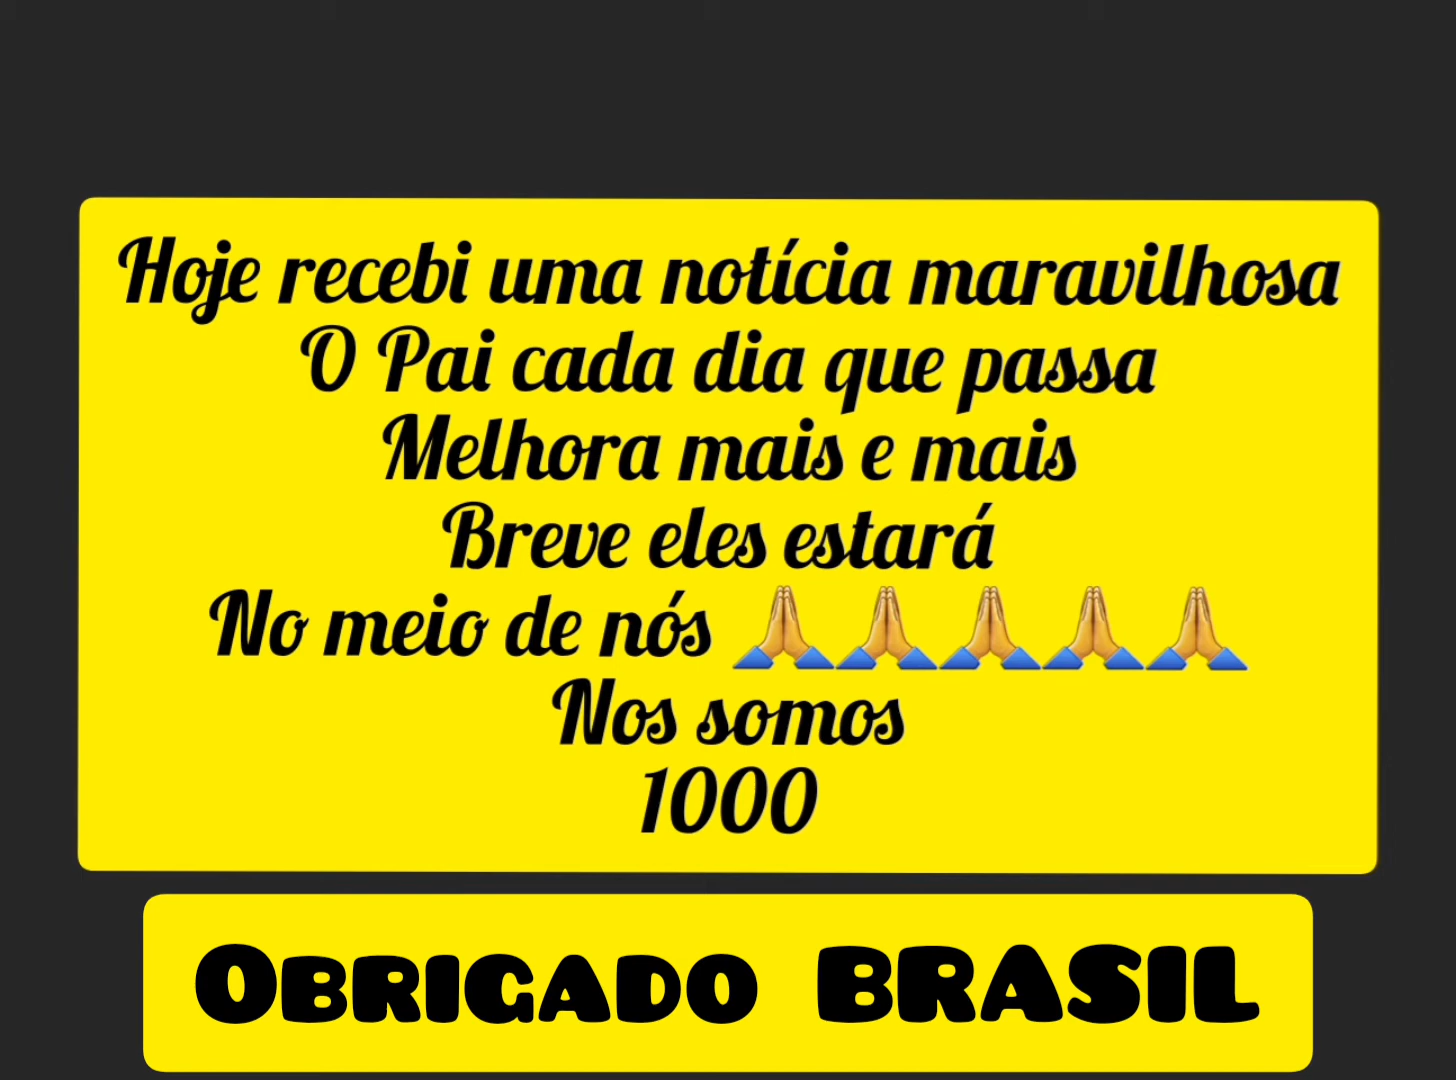 Hoje recebi uma notícia maravilhosa
O Pai cada dia que passa
Melhora mais e mais
Breve eles estará
No meio de nós 🙏🙏🙏🙏🙏
Nos somos
1000
OBRIGADO BRASIL